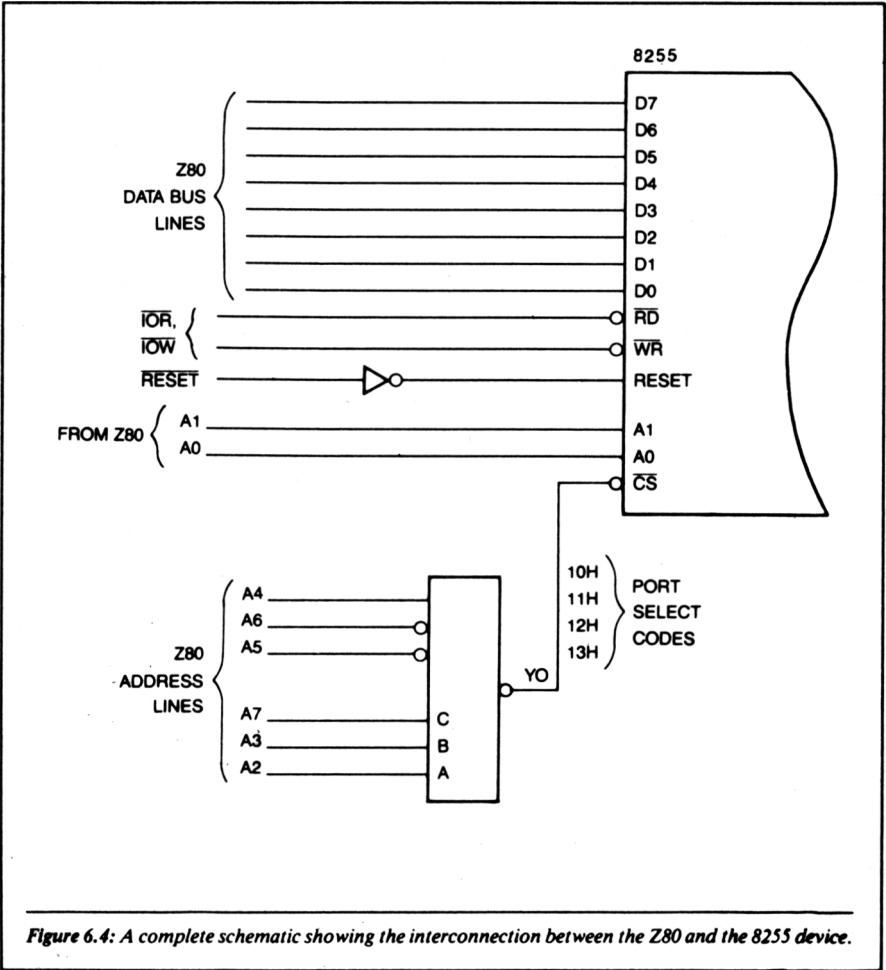 8255
D7
D6
D5
D4
D3
D2
D1
D0
Z80
DATA BUS
LINES
IOR,
IOW
RD
WR
RESET
RESET
FROM Z80
A1
A0
A1
A0
CS
10H
11H
12H
13H
PORT
SELECT
CODES
A4
A6
A5
Z80
ADDRESS
LINES
A7
A3
A2
C
B
A
YO
Figure 6.4: A complete schematic showing the interconnection between the Z80 and the 8255 device.